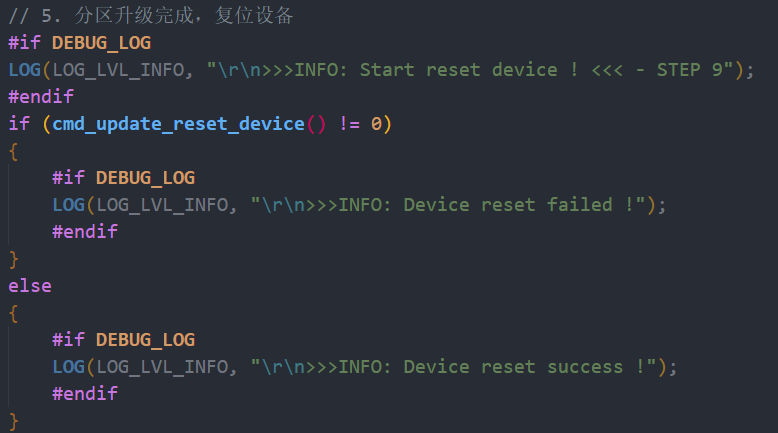 // 5. 分区升级完成，复位设备
#if DEBUG_LOG
LOG(LOG_LVL_INFO, "\r\n>>>INFO: Start reset device ! <<< - STEP 9");
#endif
if (cmd_update_reset_device() != 0)
{
    #if DEBUG_LOG
    LOG(LOG_LVL_INFO, "\r\n>>>INFO: Device reset failed !");
    #endif
}
else
{
    #if DEBUG_LOG
    LOG(LOG_LVL_INFO, "\r\n>>>INFO: Device reset success !");
    #endif
}